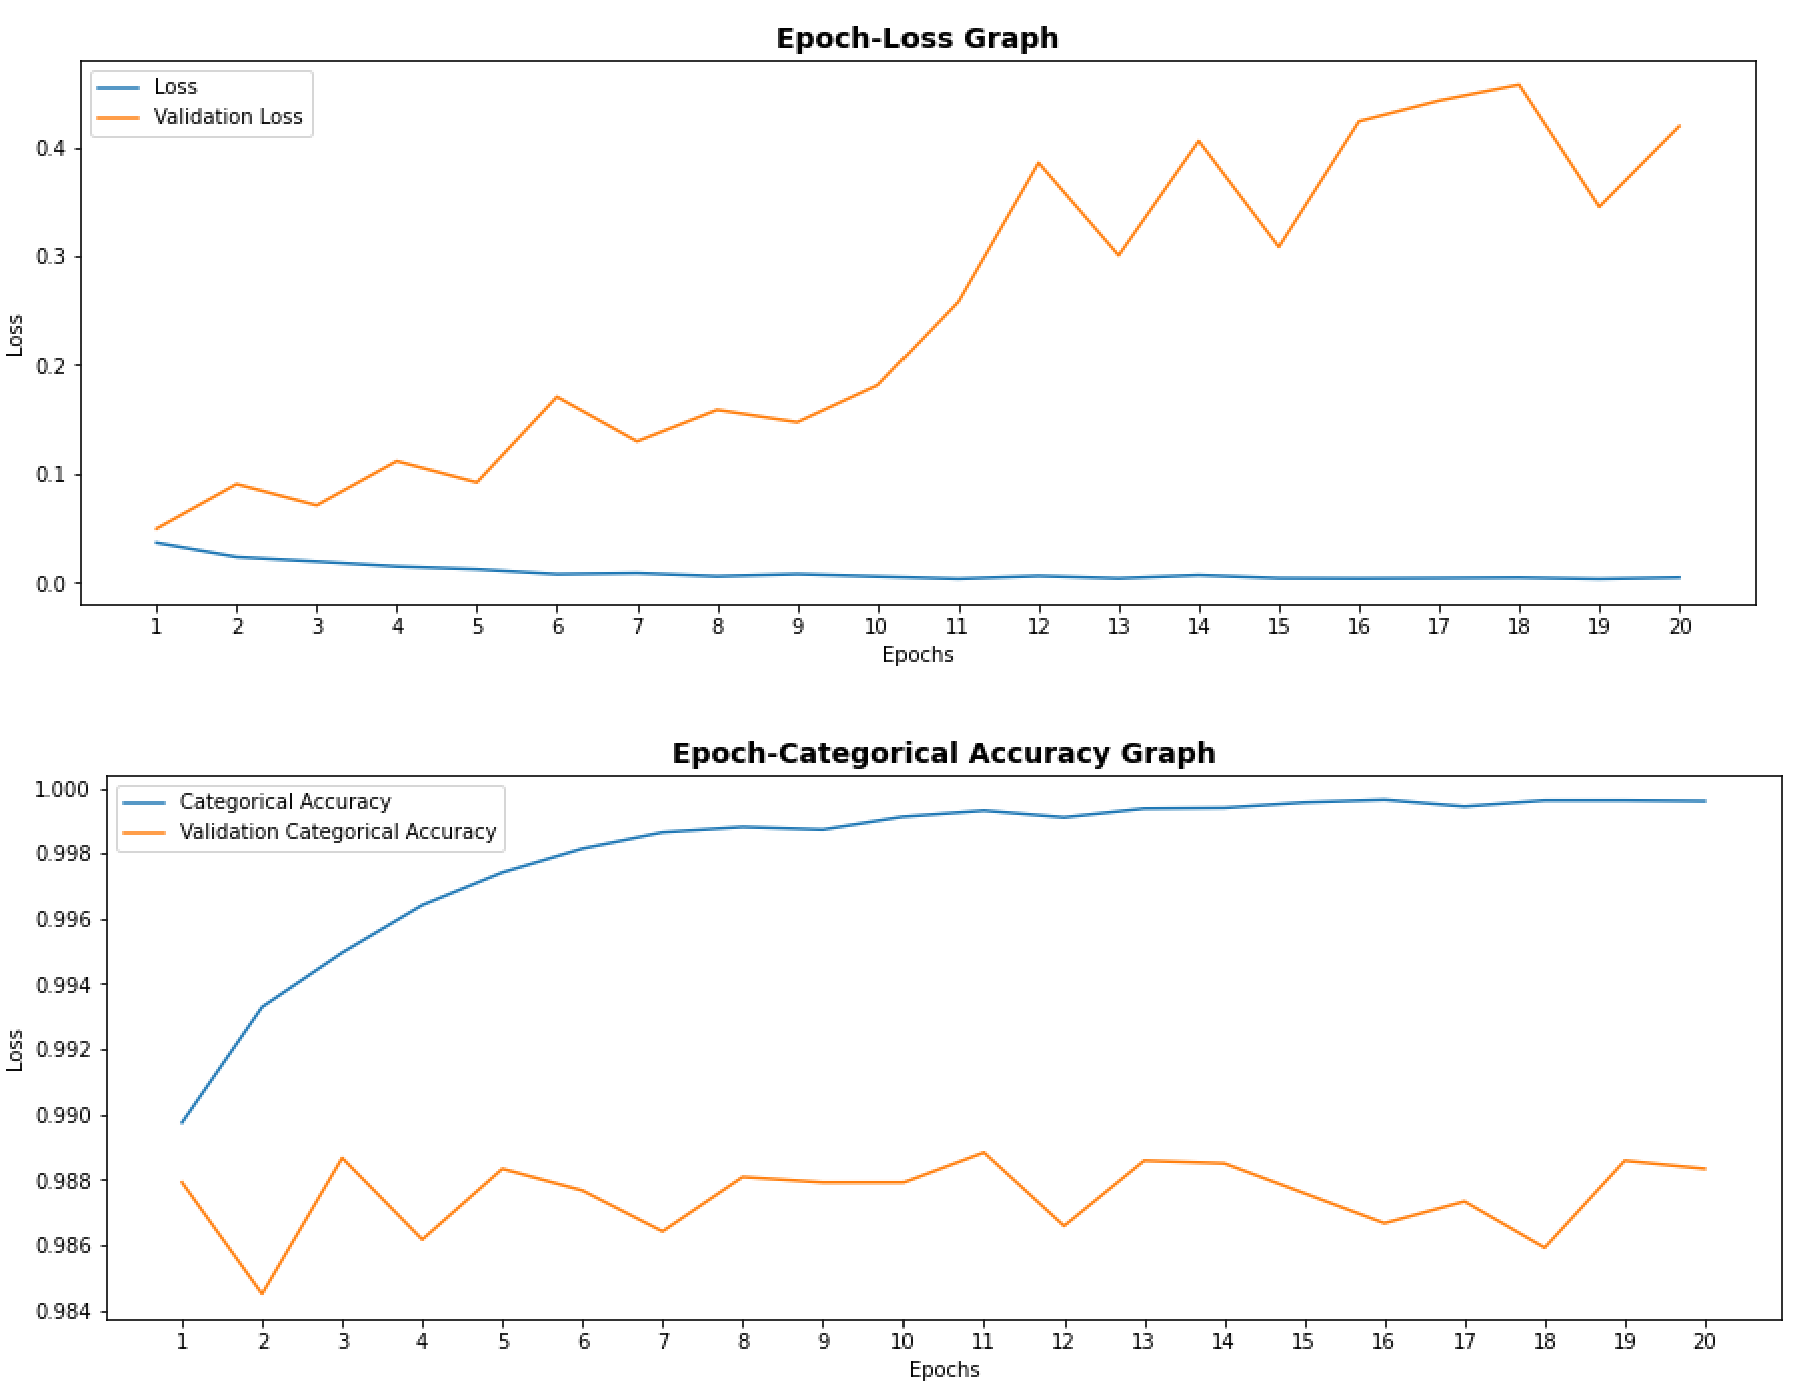 Epoch-Loss Graph
Loss
Validation Loss
0.4
0.3
0.2
0.1
0.0
Loss
1 2 3 4 5 6 7 8 9 10 11 12 13 14 15 16 17 18 19 20
Epochs
Epoch-Categorical Accuracy Graph
Categorical Accuracy
Validation Categorical Accuracy
1.000
0.998
0.996
0.994
0.992
0.990
0.988
0.986
0.984
Loss
1 2 3 4 5 6 7 8 9 10 11 12 13 14 15 16 17 18 19 20
Epochs